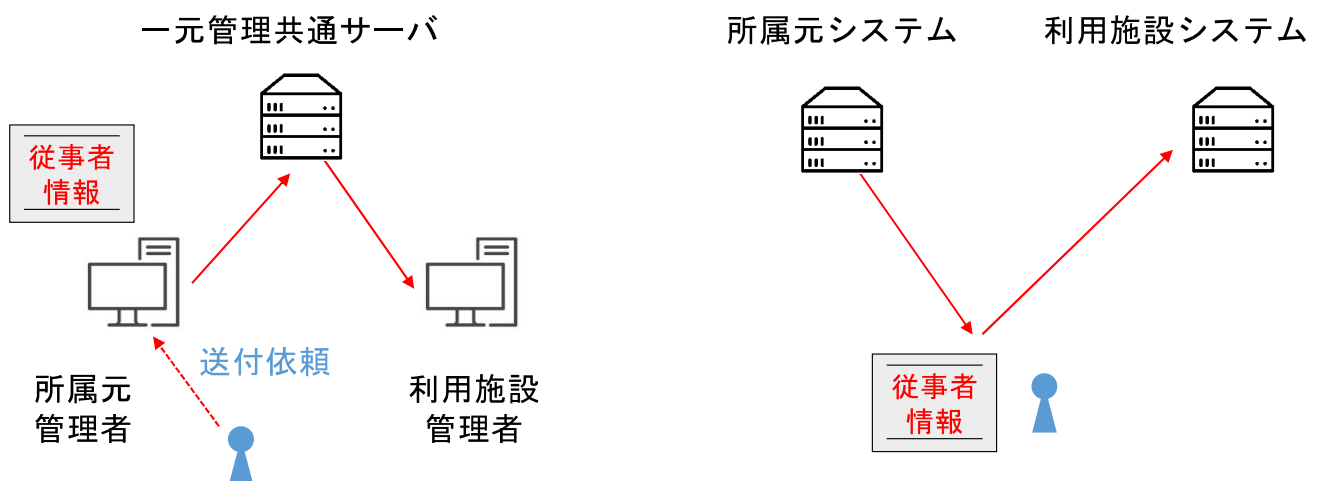 一元管理共通サーバ
従事者
情報
送付依頼
所属元
管理者
利用施設
管理者
所属元システム
利用施設システム
従事者
情報